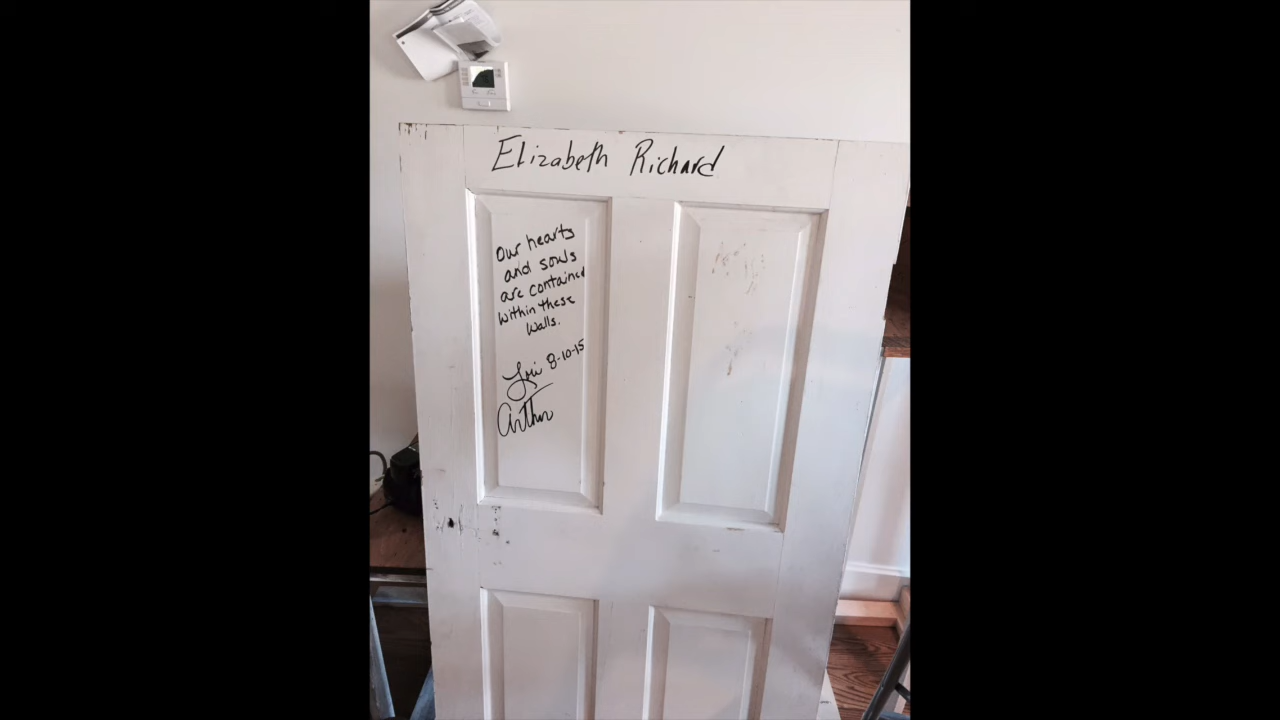 Elizabeth Richard
Our hearts
and souls
are contained
within these
walls.
Lori 8-10-15
Arthur